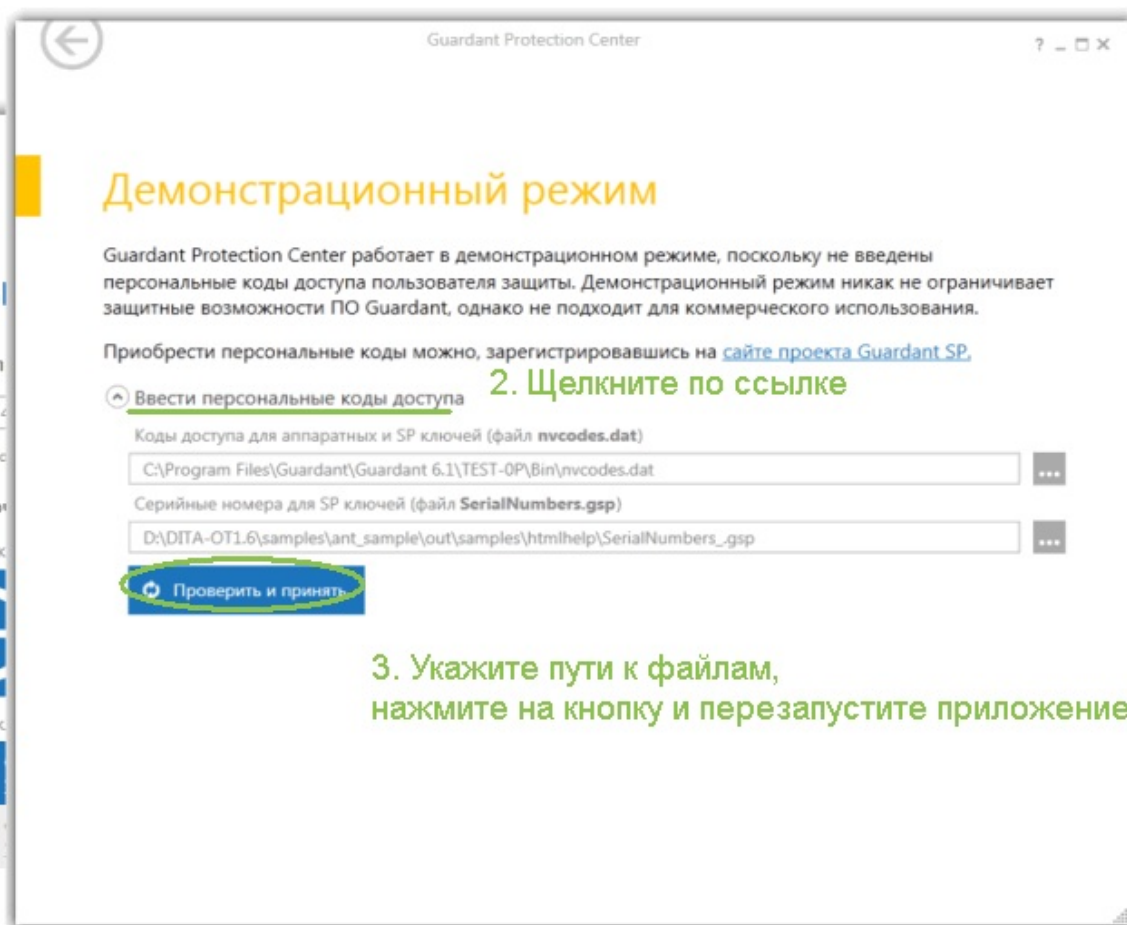 Guardant Protection Center
?
Демонстрационный режим
Guardant Protection Center работает в демонстрационном режиме, поскольку не введены
персональные коды доступа пользователя защиты. Демонстрационный режим никак не ограничивает
защитные возможности ПО Guardant, однако не подходит для коммерческого использования.
Приобрести персональные коды можно, зарегистрировавшись на сайте проекта Guardant SP.
2. Щелкните по ссылке
Ввести персональные коды доступа
Коды доступа для аппаратных и SP ключей (файл nvcodes.dat)
C:\Program Files\Guardant\Guardant 6.1\TEST-0P\Bin\nvcodes.dat
...
Серийные номера для SP ключей (файл SerialNumbers.gsp)
D:\DITA-OT1.6\samples\ant_sample\out\samples\htmlhelp\SerialNumbers_.gsp
...
Проверить и принять
3. Укажите пути к файлам,
нажмите на кнопку и перезапустите приложение